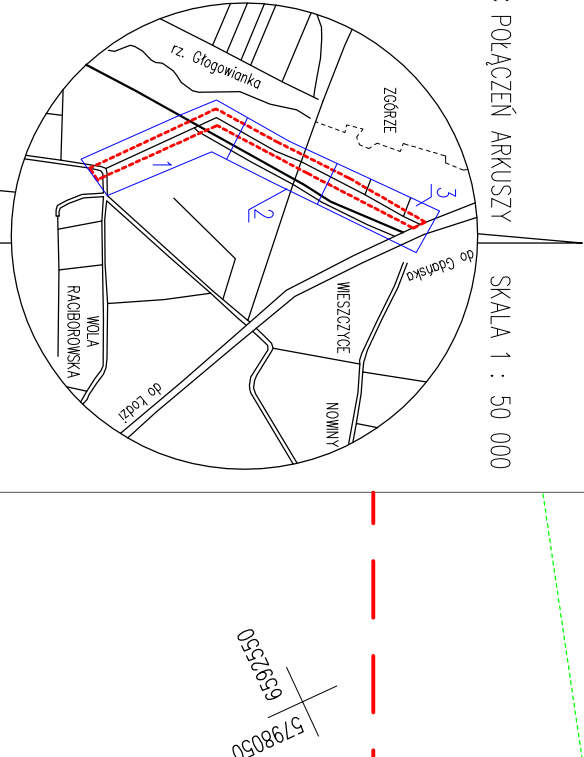 POŁĄCZEŃ ARKUSZY SKALA 1 : 50 000
rz. Głogowianka
ZGÓRZE
3
do Gdańska
1
2
WIESZCZYCE
WOLA
RACIBOROWSKA
do Łodzi
NOWINY
6592550
5798050